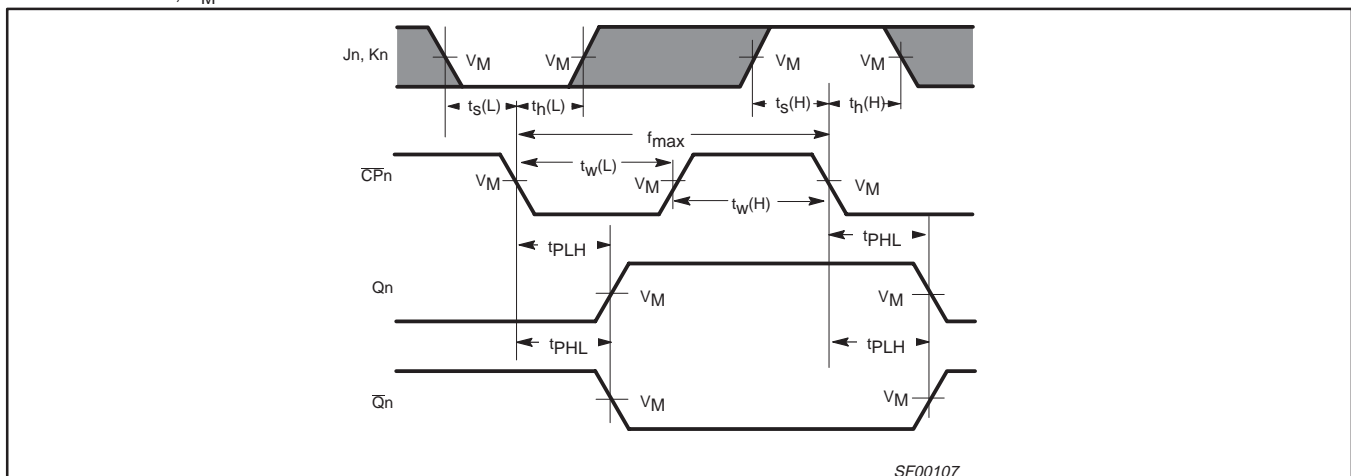 M
Jn, Kn
VM VM VM VM
ts(L) th(L) ts(H) th(H)
fmax
CPn
tw(L)
VM VM VM
tw(H)
tPLH tPHL
Qn
VM VM
tPHL tPLH
Qn
VM VM
SF00107